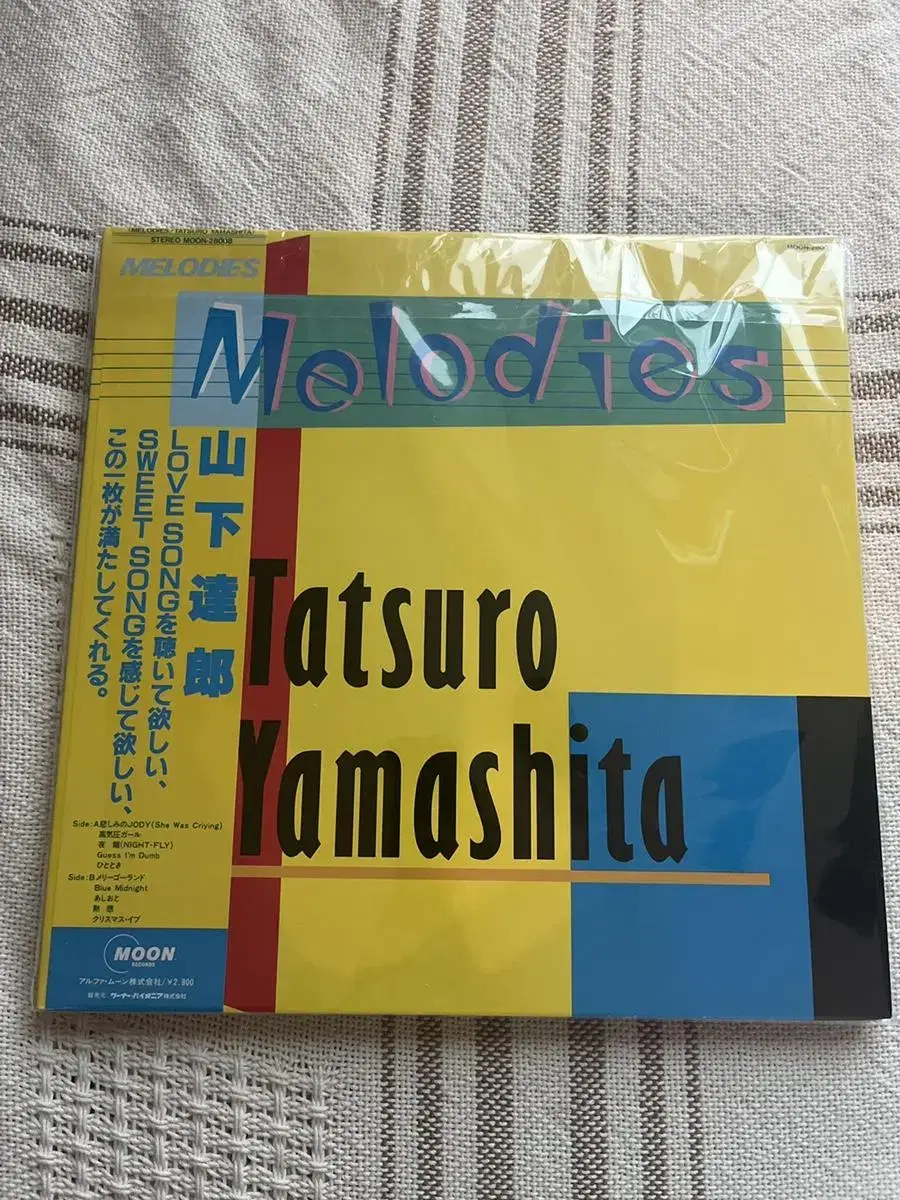 MELODIES/TATSURO YAMASHITA
STEREO MOON-28008
MELODIES
Melodies
山下達郎
LOVE SONGを聴いて欲しい、
SWEET SONGを感じて欲しい、
この一枚が満たしてくれる。
Tatsuro
Yamashita
Side:A悲しみのJODY(She Was Criying)
高気圧ガール
夜翔(NIGHT-FLY)
Guess I'm Dumb
ひととき
Side:Bメリーゴーランド
Blue Midnight
あしおと
黙想
クリスマス・イブ
MOON
RECORDS
アルファ・ムーン株式会社/¥2,800
販売元 ワーナー・パイオニア株式会社